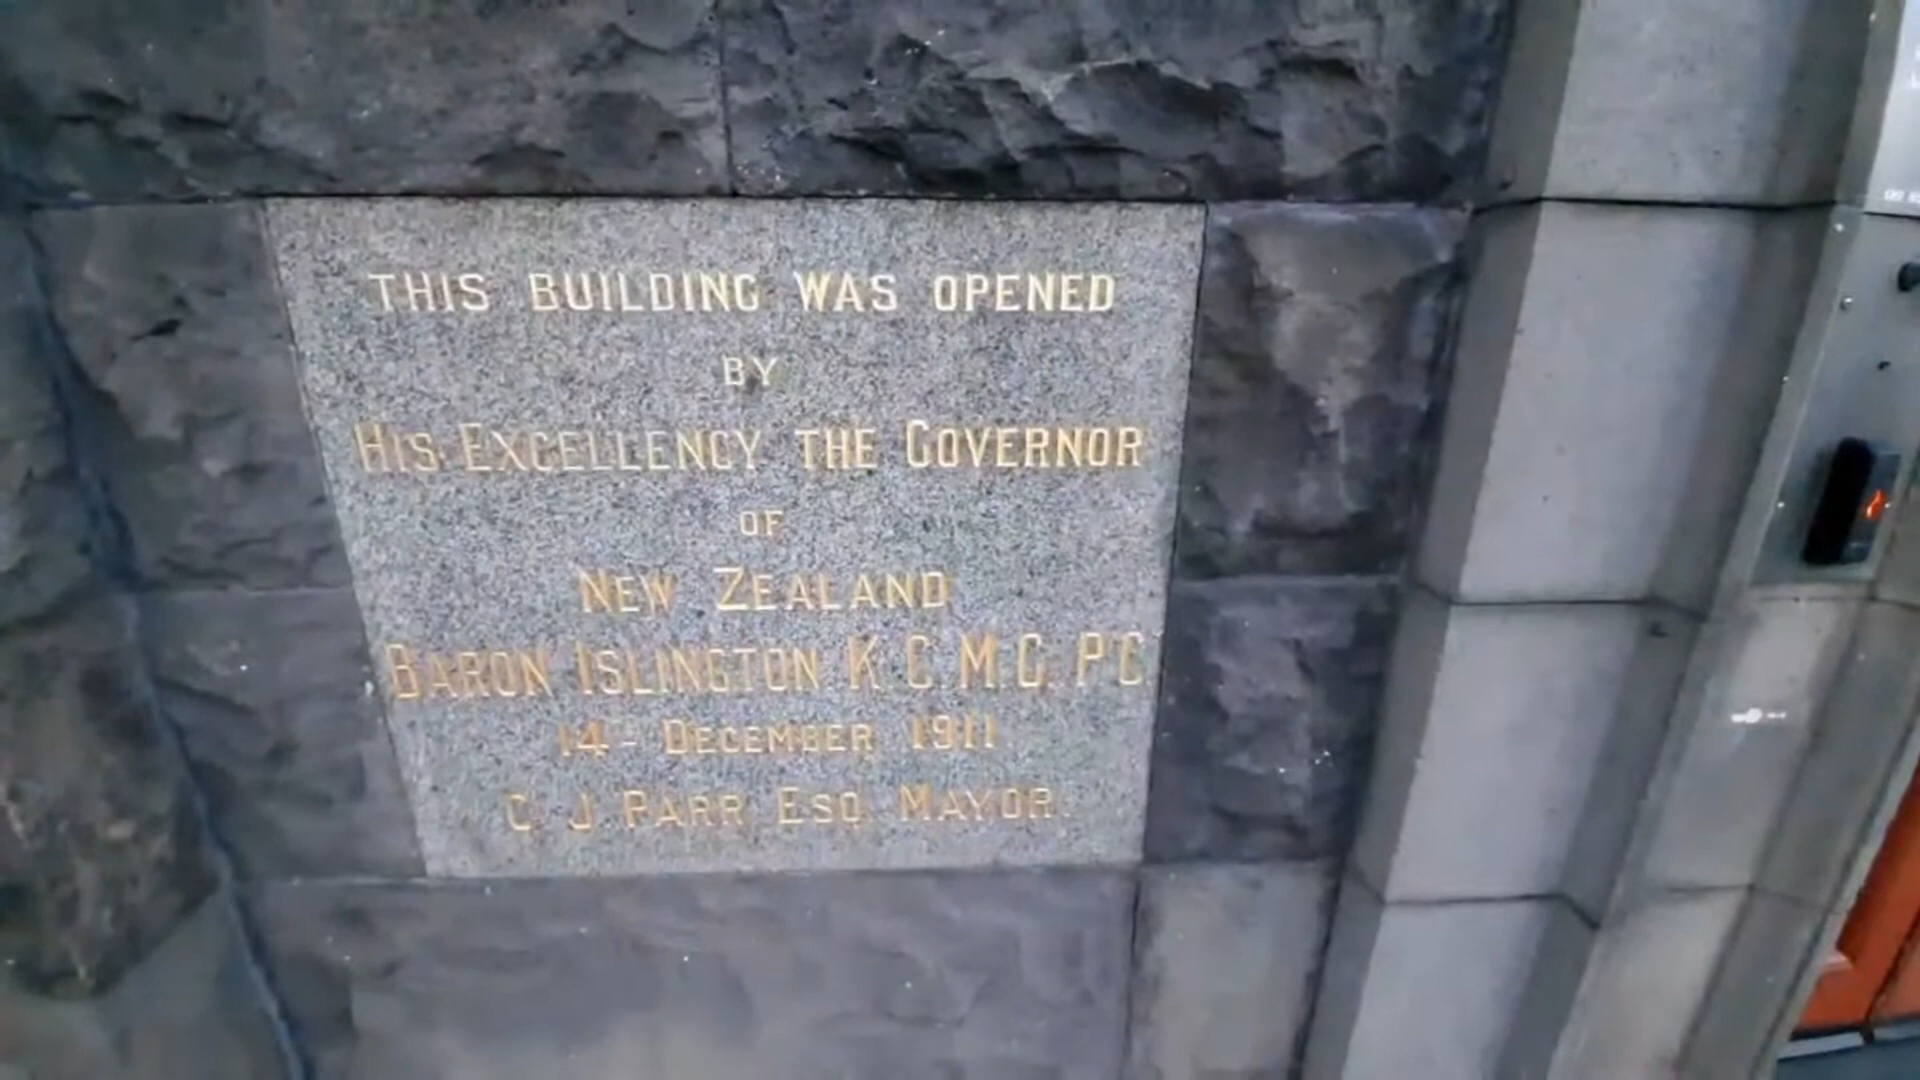 THIS BUILDING WAS OPENED
BY
HIS EXCELLENCY THE GOVERNOR
OF
NEW ZEALAND
BARON ISLINGTON K.C.M.G. P.C.
14 - DECEMBER 1911
C. J. PARR ESQ. MAYOR.